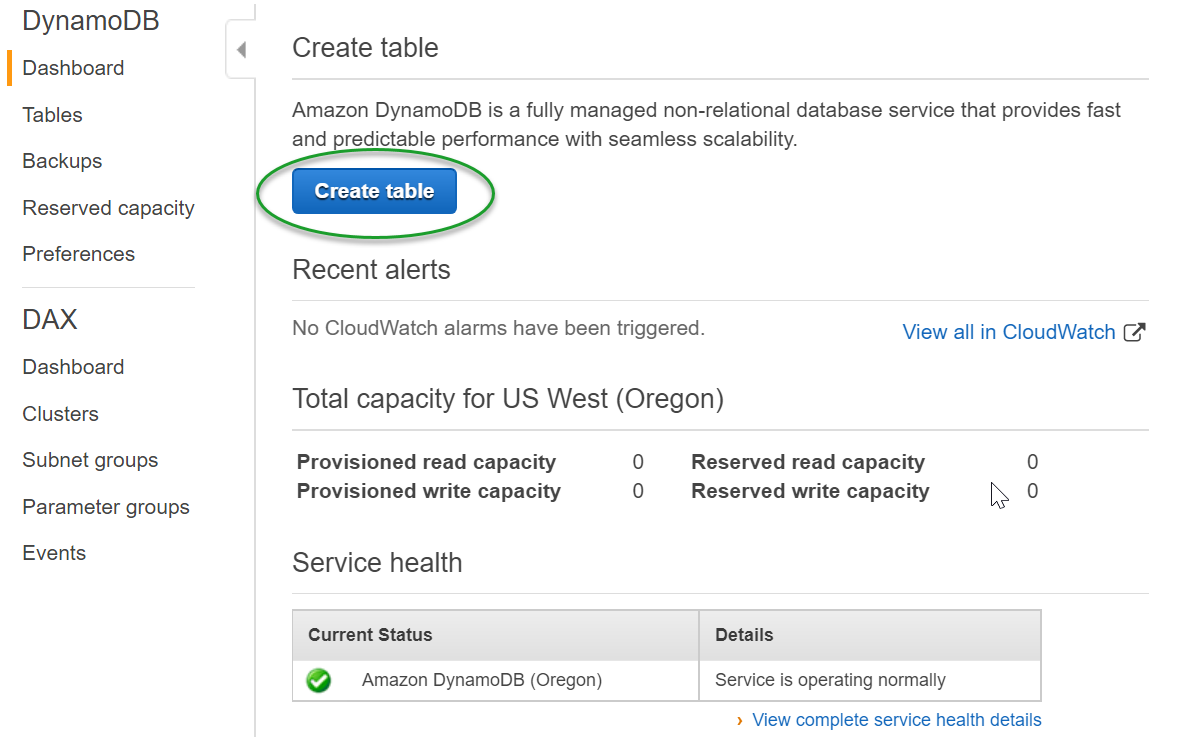 DynamoDB
Dashboard
Tables
Backups
Reserved capacity
Preferences
DAX
Dashboard
Clusters
Subnet groups
Parameter groups
Events
Create table
Amazon DynamoDB is a fully managed non-relational database service that provides fast
and predictable performance with seamless scalability.
Create table
Recent alerts
No CloudWatch alarms have been triggered.
View all in CloudWatch
Total capacity for US West (Oregon)
Provisioned read capacity 0 Reserved read capacity 0
Provisioned write capacity 0 Reserved write capacity 0
Service health
Current Status Details
Amazon DynamoDB (Oregon) Service is operating normally
› View complete service health details